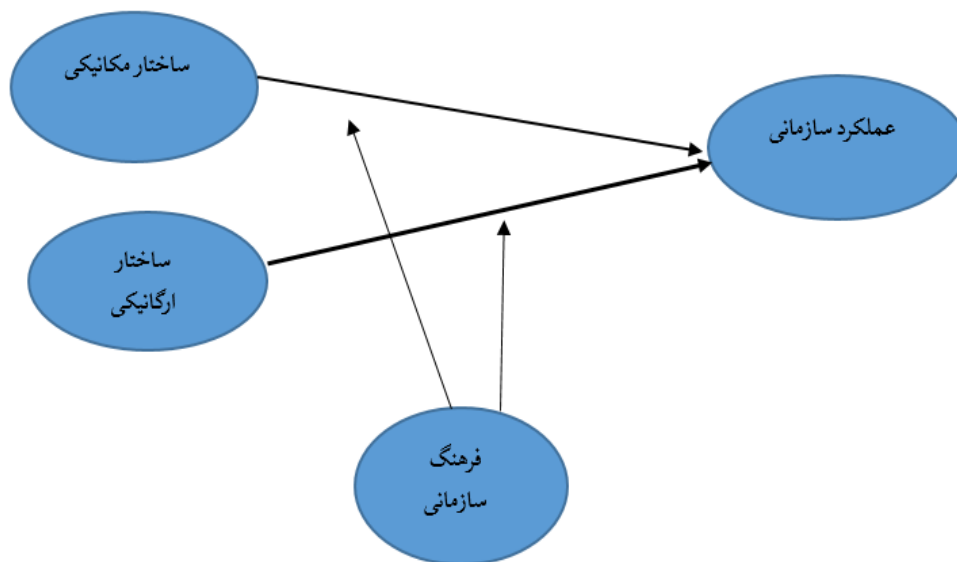 ساختار مکانیکی
عملکرد سازمانی
ساختار
ارگانیکی
فرهنگ
سازمانی